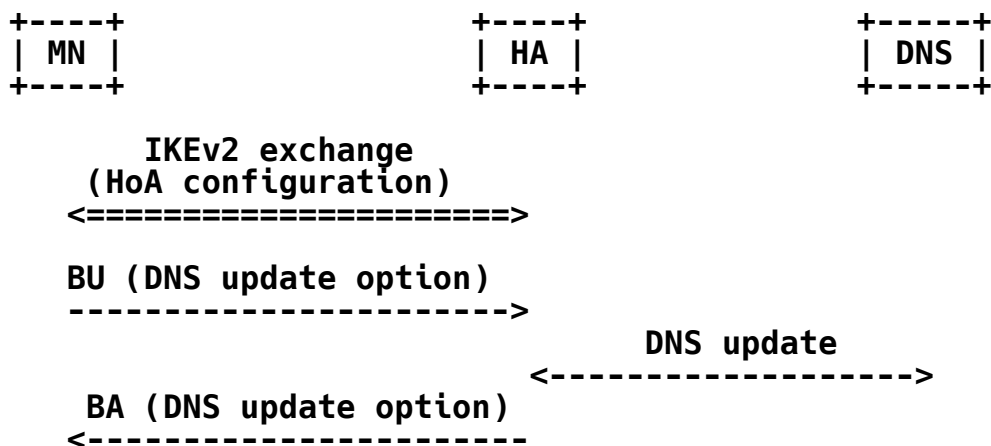 +----+                  +----+              +-----+
| MN |                  | HA |              | DNS |
+----+                  +----+              +-----+
       IKEv2 exchange
    (HoA configuration)
   <======================>
   BU (DNS update option)
   ----------------------->
                                 DNS update
                           <------------------->
    BA (DNS update option)
   <-----------------------